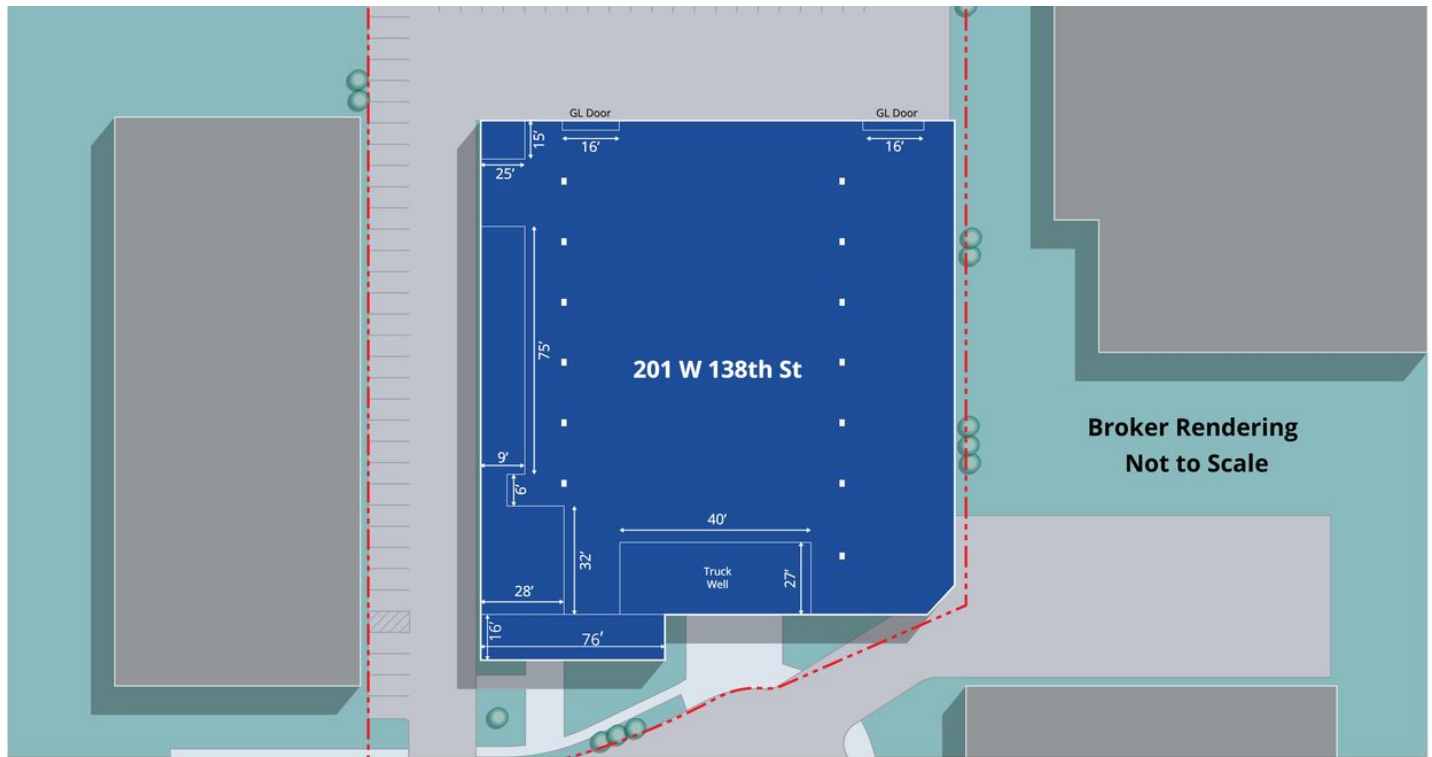 GL Door
GL Door
15’
16’
16’
25’
75’
201 W 138th St
Broker Rendering
Not to Scale
9’
6’
40’
32’
Truck
Well
27’
28’
16’
76’